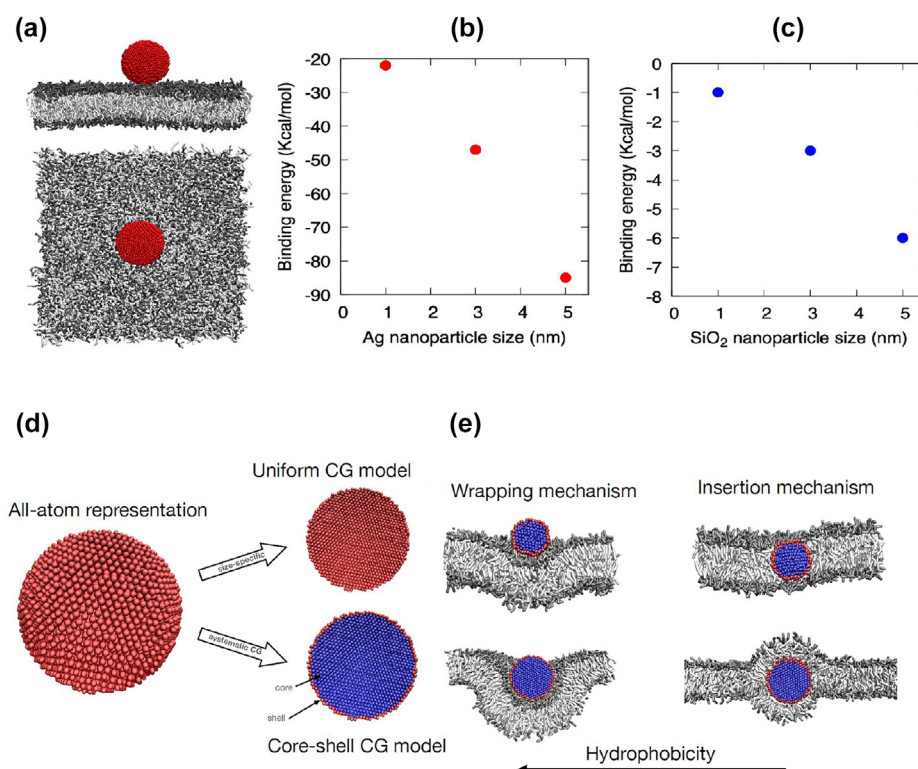 (a)
(b)
(c)
-20
-30
-40
-50
-60
-70
-80
-90
Binding energy (Kcal/mol)
0 1 2 3 4 5
Ag nanoparticle size (nm)
0
-1
-2
-3
-4
-5
-6
-7
-8
Binding energy (Kcal/mol)
0 1 2 3 4 5
SiO₂ nanoparticle size (nm)
(d)
All-atom representation
Uniform CG model
size-specific
systematic CG
core
shell
Core-shell CG model
(e)
Wrapping mechanism
Insertion mechanism
Hydrophobicity